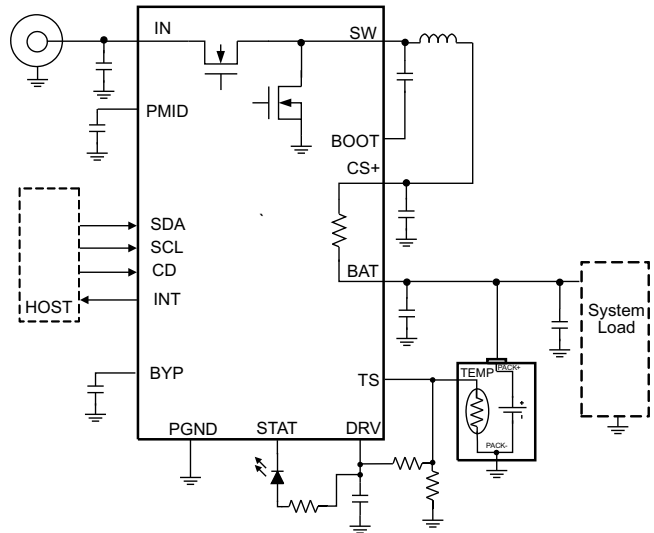 IN
SW
PMID
BOOT
CS+
SDA
SCL
CD
INT
HOST
BAT
System
Load
BYP
TS
TEMP
PACK+
+
-
PACK-
PGND
STAT
DRV